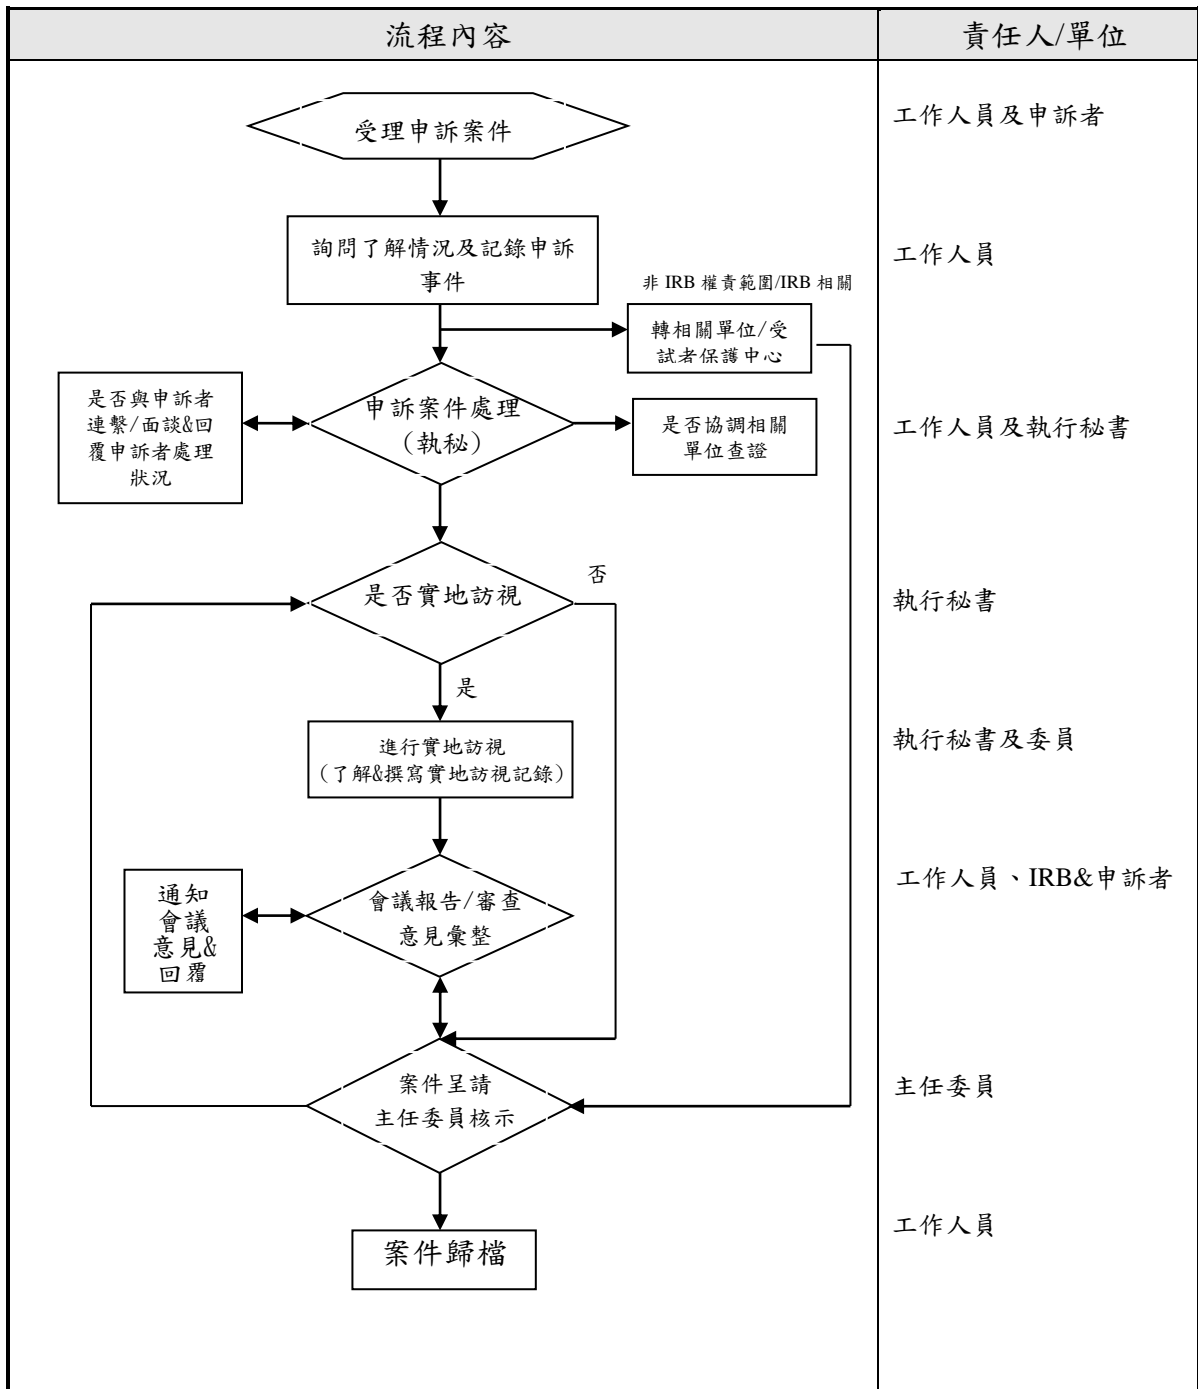 流程內容
責任人/單位
受理申訴案件
工作人員及申訴者
詢問了解情況及記錄申訴
事件
工作人員
非 IRB 權責範圍/IRB 相關
轉相關單位/受
試者保護中心
是否與申訴者
連繫/面談&回
覆申訴者處理
狀況
申訴案件處理
(執秘)
是否協調相關
單位查證
工作人員及執行秘書
是否實地訪視
否
執行秘書
是
進行實地訪視
(了解&撰寫實地訪視記錄)
執行秘書及委員
通知
會議
意見&
回覆
會議報告/審查
意見彙整
工作人員、IRB&申訴者
案件呈請
主任委員核示
主任委員
案件歸檔
工作人員